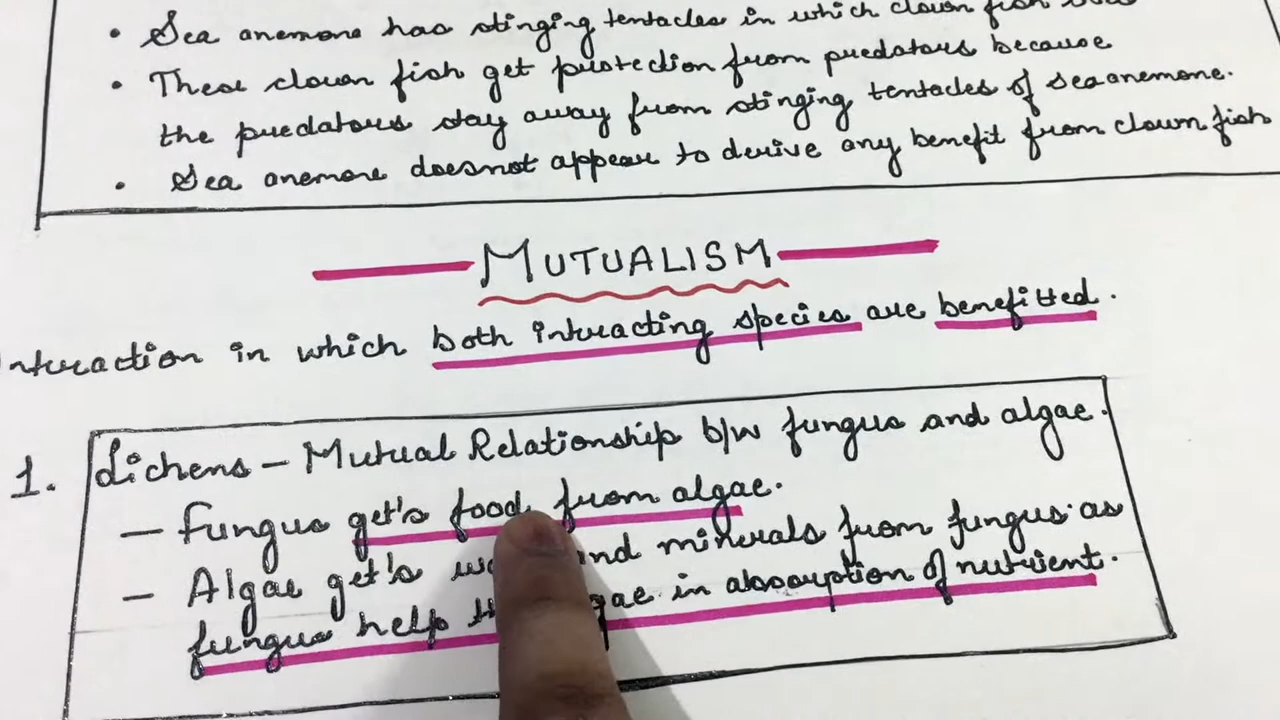 • Sea anemone has stinging tentacles in which clown fish
• These clown fish get protection from predators because
the predators stay away from stinging tentacles of sea anemone.
• Sea anemone doesnot appear to derive any benefit from clown fish
MUTUALISM
nteraction in which both interacting species are benefitted.
1. Lichens – Mutual Relationship b/w fungus and algae.
– Fungus get's food from algae.
– Algae get's and minerals from fungus as
fungus help in absorption of nutrient.